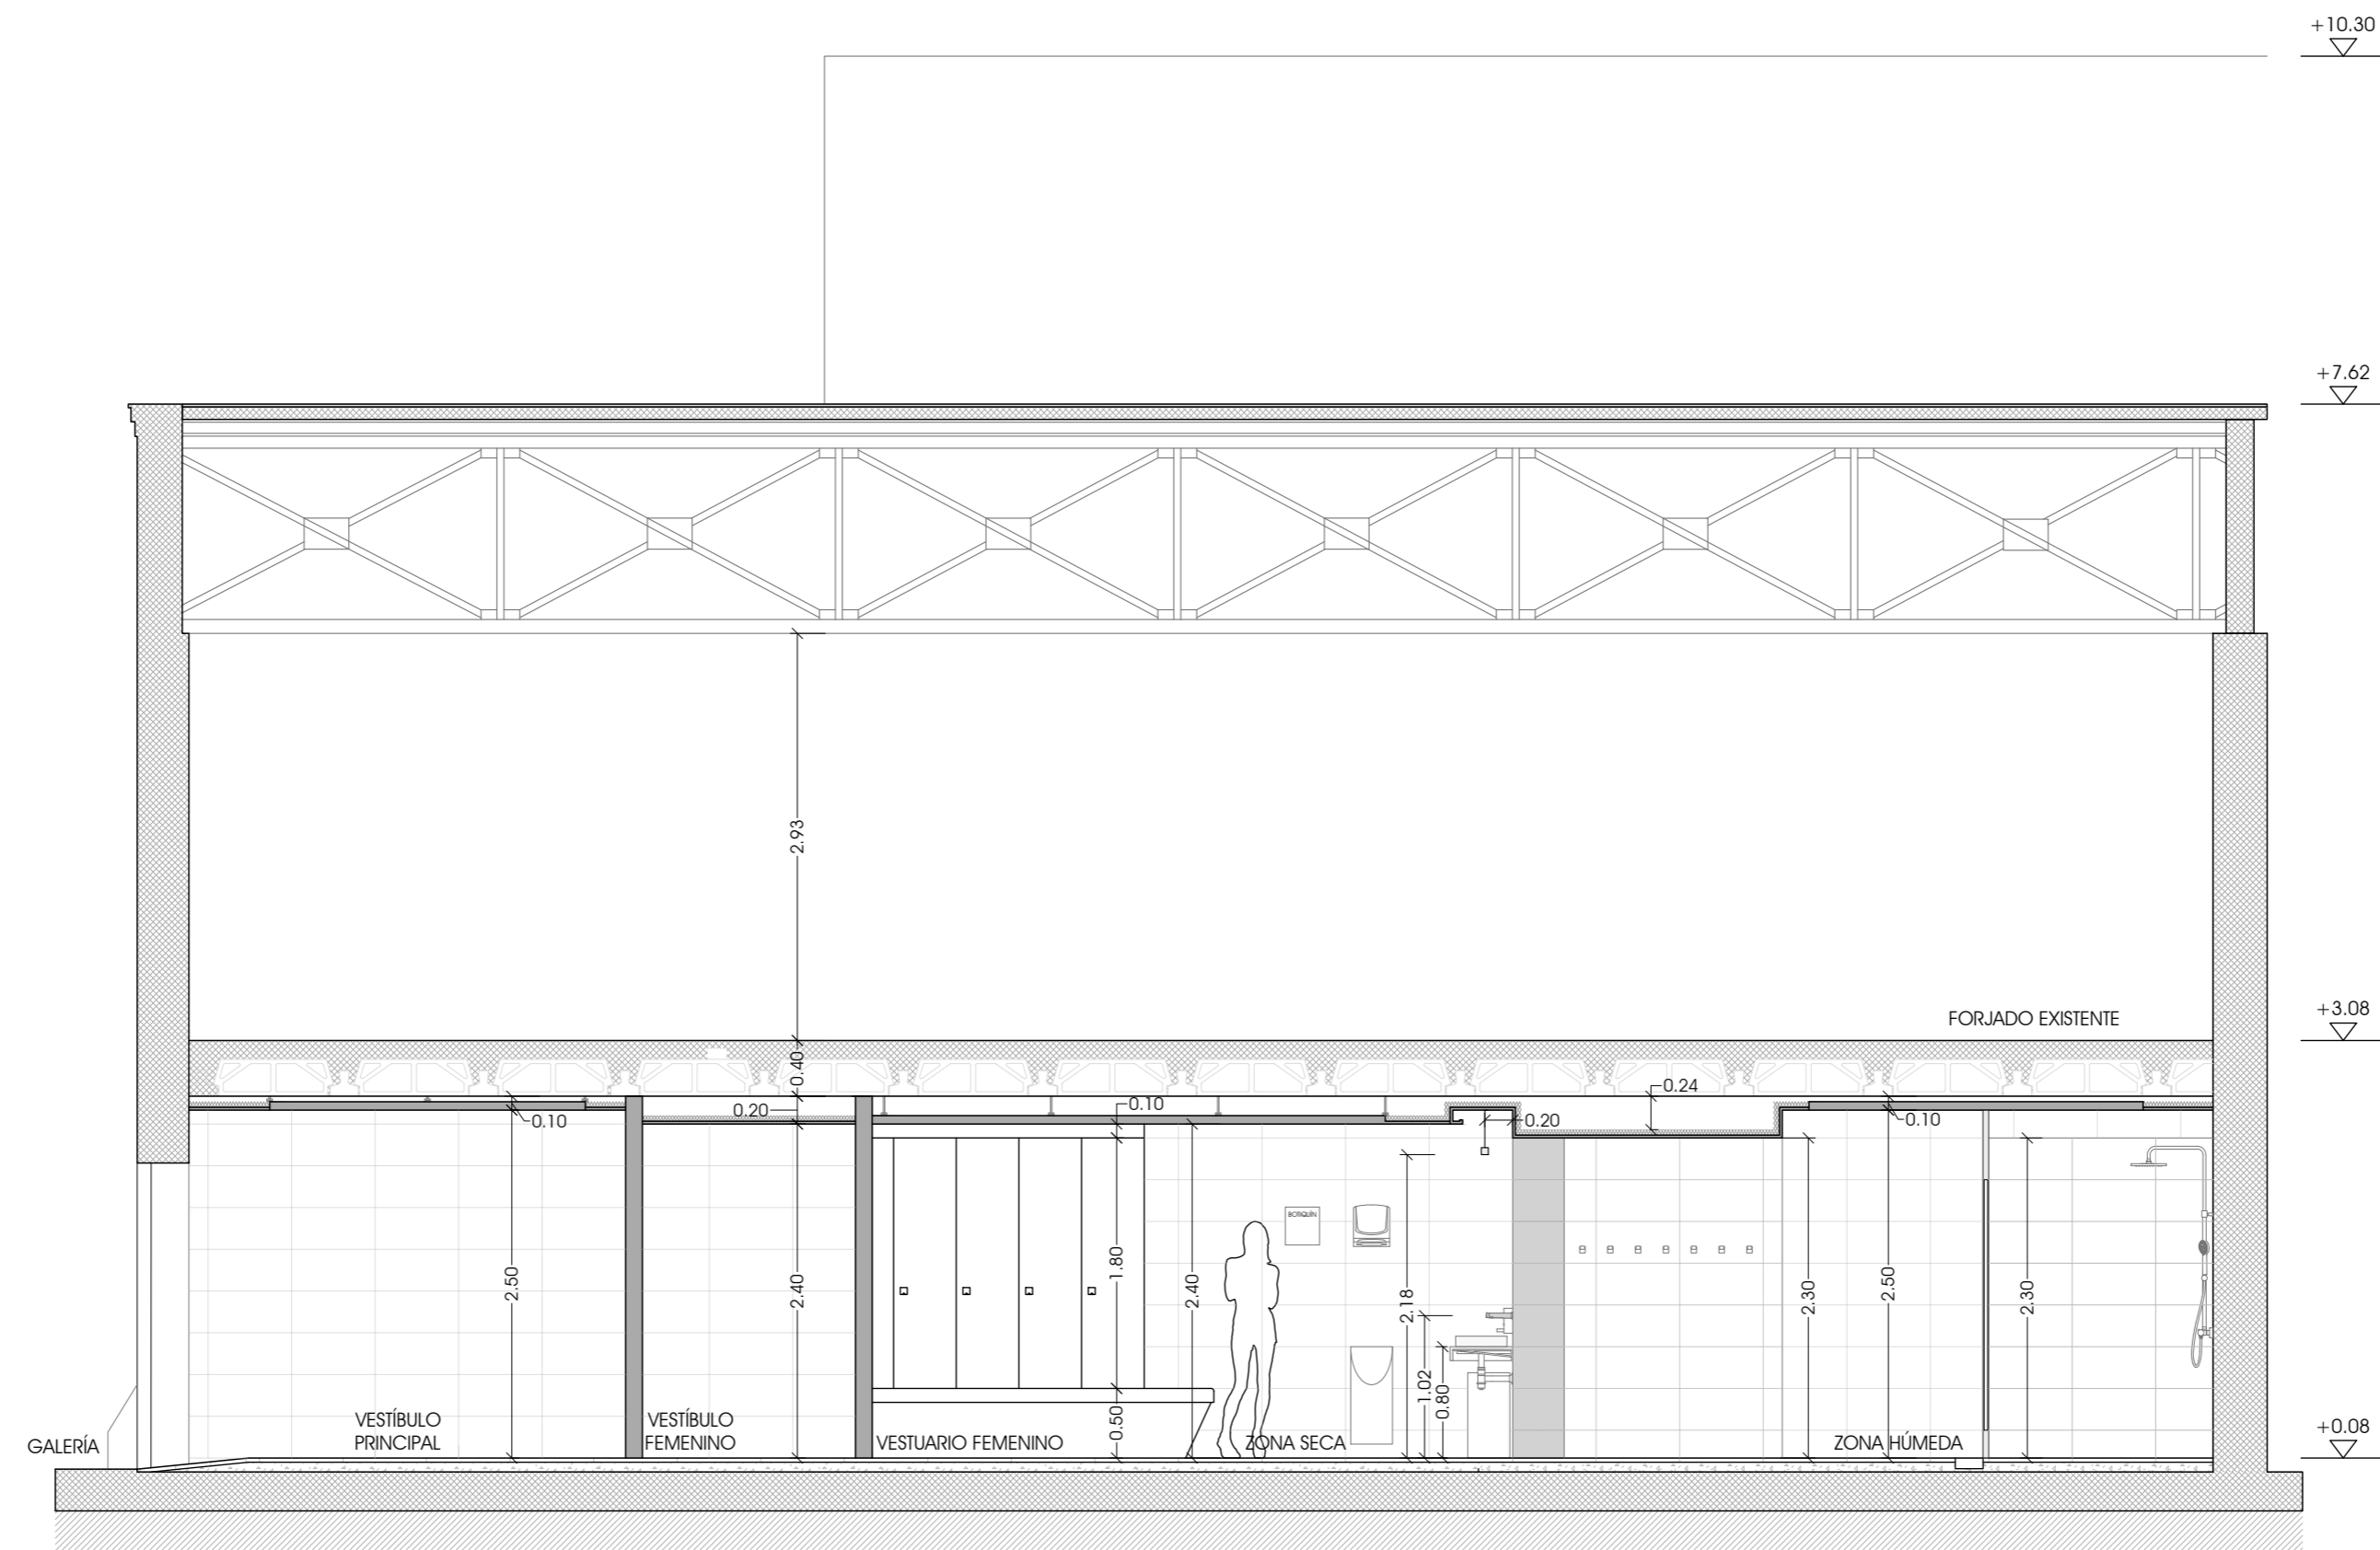 +10.30
+7.62
2.93
FORJADO EXISTENTE
+3.08
0.40
0.24
0.20
0.10
0.10
0.20
0.10
BOTIQUÍN
2.50
2.40
1.80
2.40
2.18
2.30
2.50
2.30
1.02
0.80
0.50
VESTÍBULO
PRINCIPAL
VESTÍBULO
FEMENINO
GALERÍA
VESTUARIO FEMENINO
ZONA SECA
ZONA HÚMEDA
+0.08